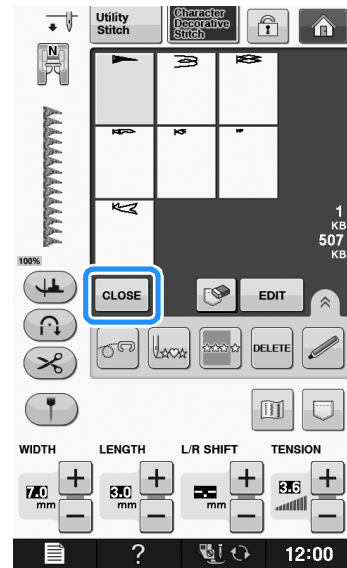 Utility
Stitch
Character
Decorative
Stitch
N
1
KB
507
KB
100%
CLOSE
EDIT
DELETE
WIDTH
LENGTH
L/R SHIFT
TENSION
7.0
mm
3.0
mm
-.--
mm
3.6
?
12:00